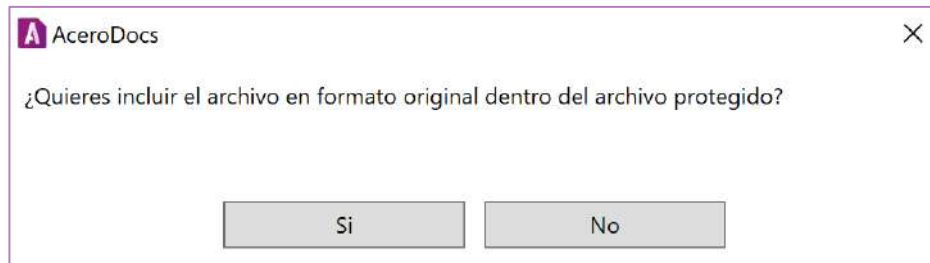 AceroDocs
¿Quieres incluir el archivo en formato original dentro del archivo protegido?
Si
No